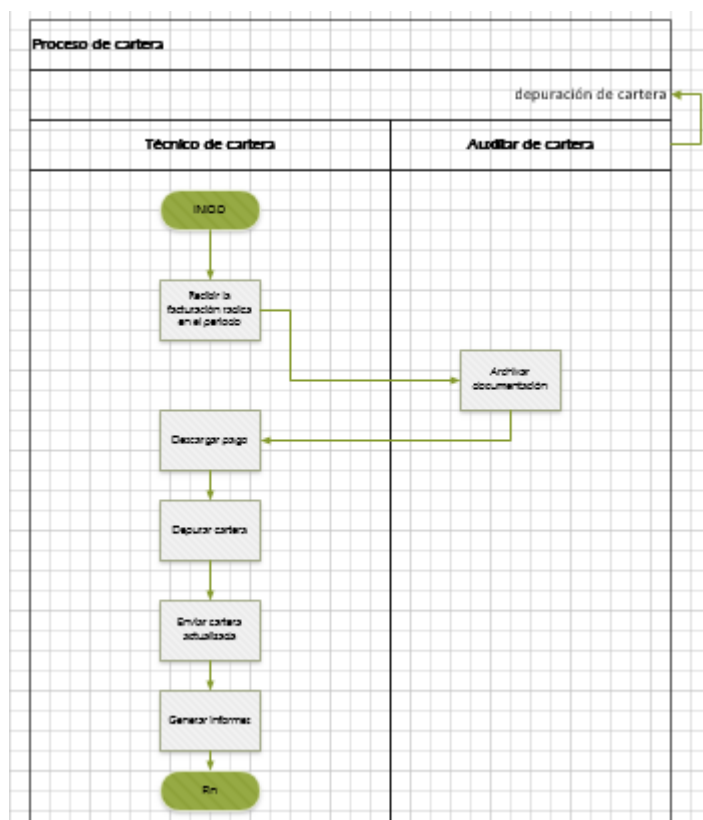 Proceso de cartera
depuración de cartera
Técnico de cartera
Auxiliar de cartera
INICIO
Recibir la
facturación radica
en el periodo
Archivar
documentación
Descargar pago
Depurar cartera
Enviar cartera
actualizada
Generar informes
Fin